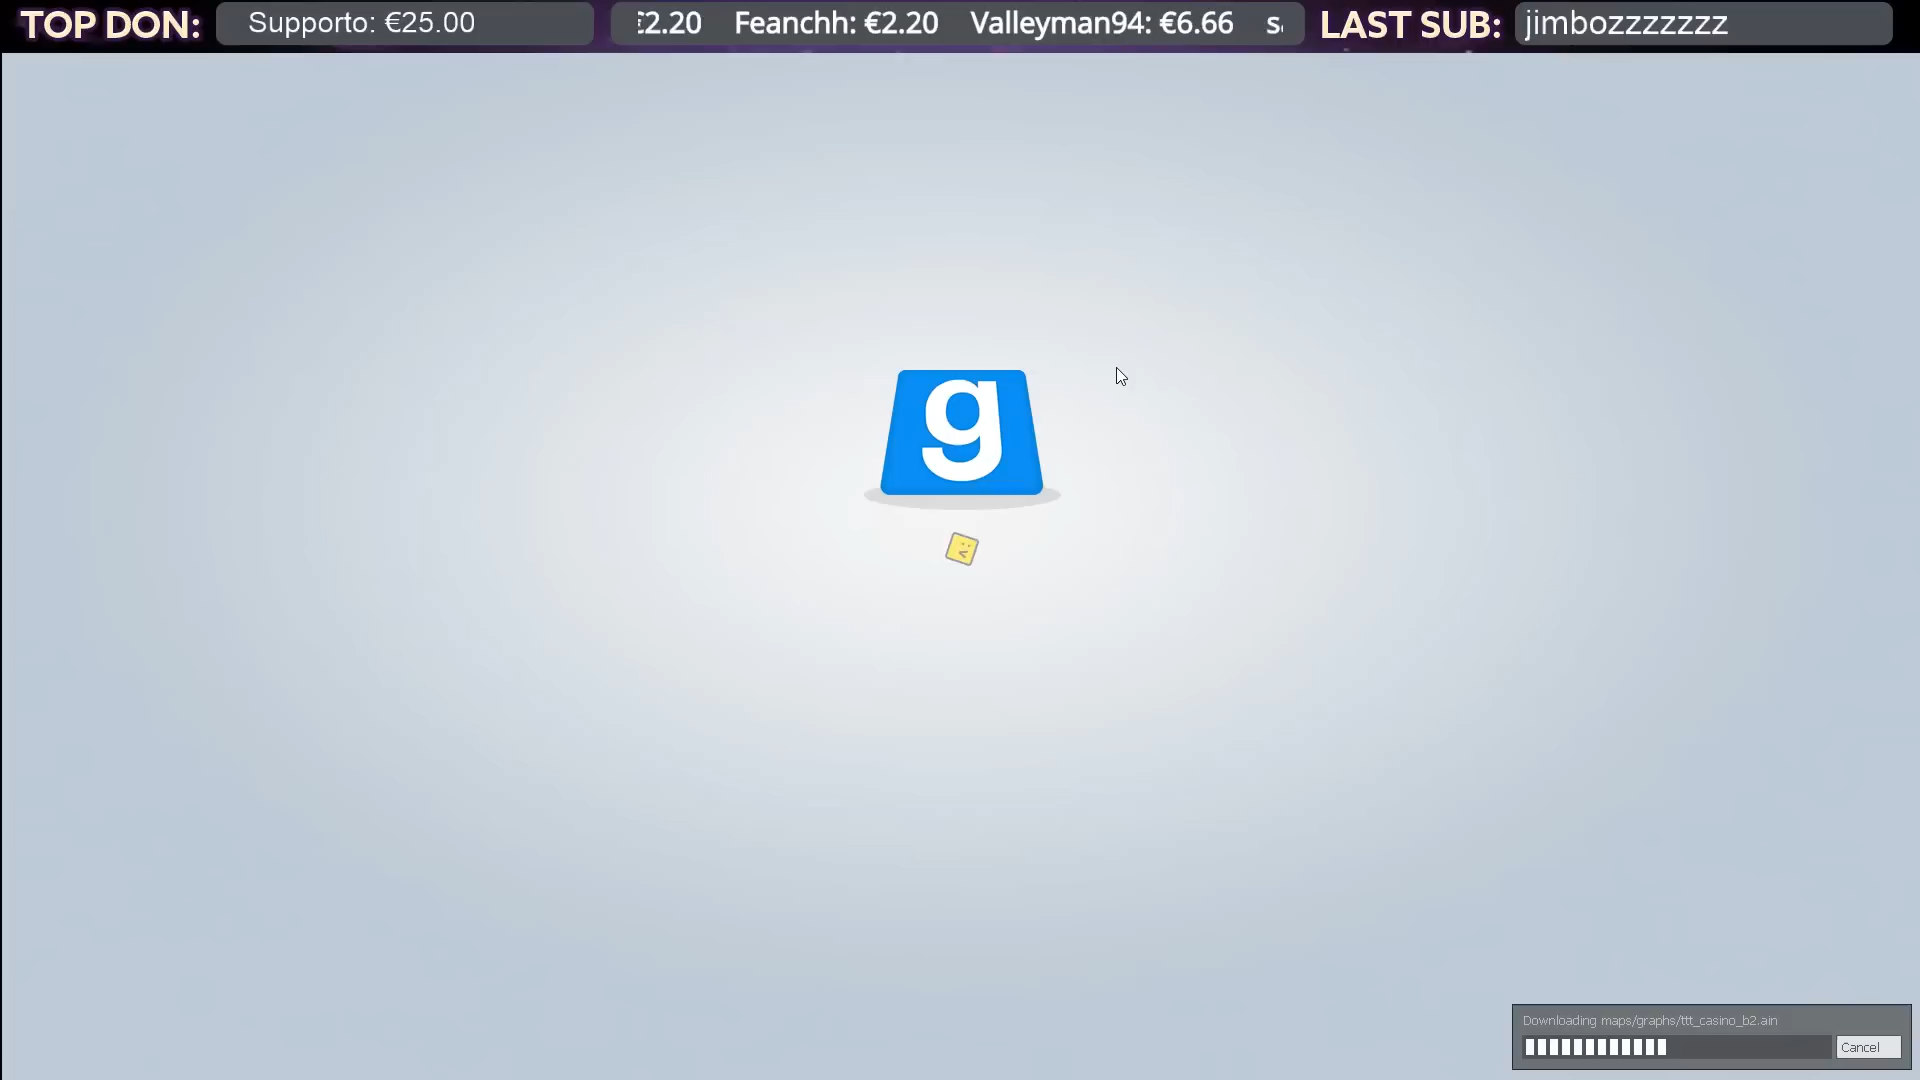 TOP DON: Supporto: €25.00 €2.20 Feanchh: €2.20 Valleyman94: €6.66 LAST SUB: jimbozzzzzzz
g
Downloading maps/graphs/ttt_casino_b2.ain
Cancel